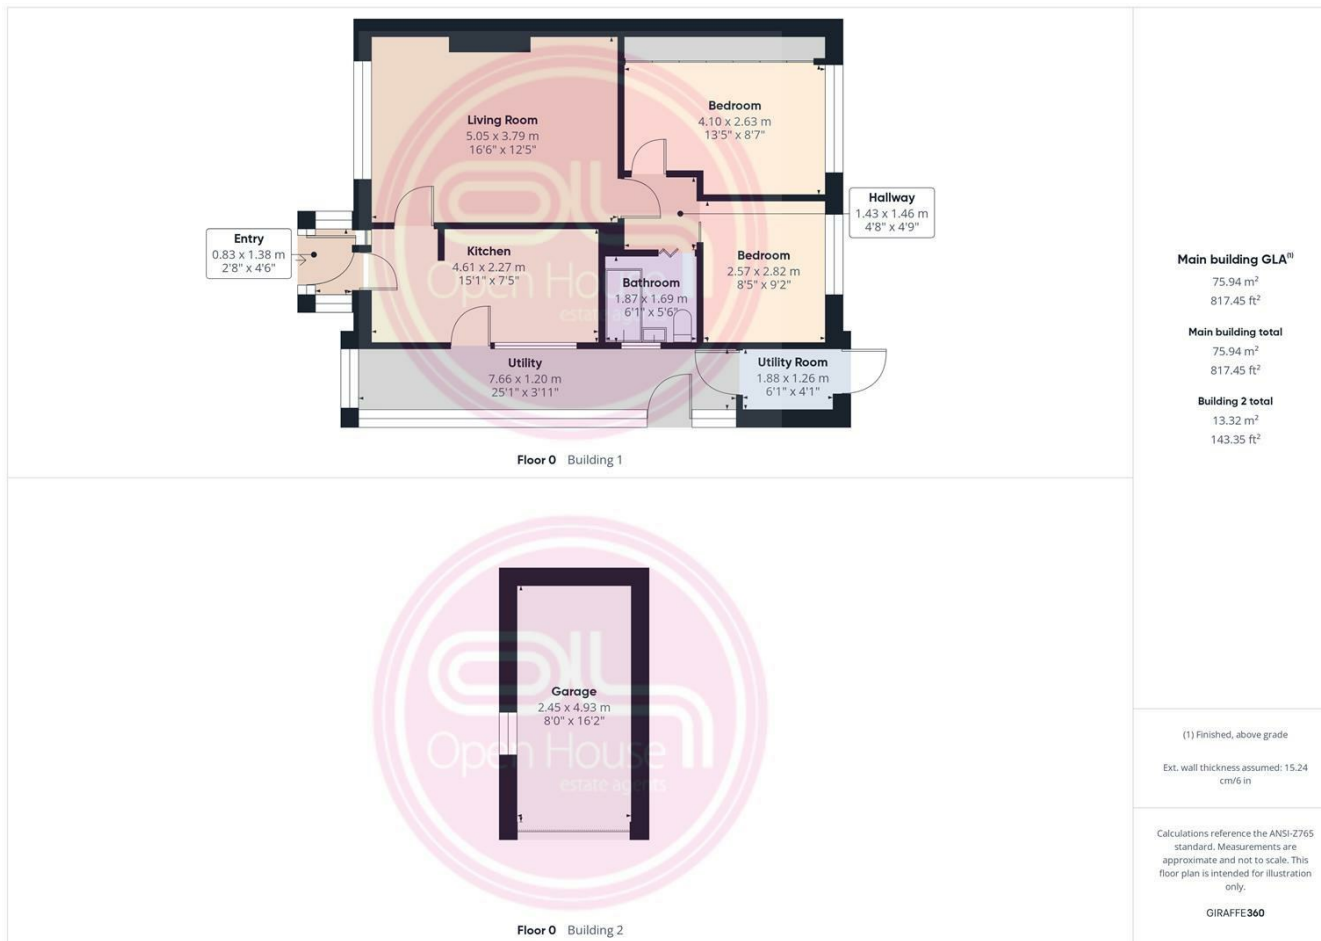 Living Room
5.05 x 3.79 m
16'6" x 12'5"
Bedroom
4.10 x 2.63 m
13'5" x 8'7"
Hallway
1.43 x 1.46 m
4'8" x 4'9"
Entry
0.83 x 1.38 m
2'8" x 4'6"
Kitchen
4.61 x 2.27 m
15'1" x 7'5"
Bathroom
1.87 x 1.69 m
6'1" x 5'6"
Bedroom
2.57 x 2.82 m
8'5" x 9'2"
Open House
estate agents
Utility
7.66 x 1.20 m
25'1" x 3'11"
Utility Room
1.88 x 1.26 m
6'1" x 4'1"
Floor 0 Building 1
Garage
2.45 x 4.93 m
8'0" x 16'2"
Open House
estate agents
Floor 0 Building 2
Main building GLA⁽¹⁾
75.94 m²
817.45 ft²
Main building total
75.94 m²
817.45 ft²
Building 2 total
13.32 m²
143.35 ft²
(1) Finished, above grade
Ext. wall thickness assumed: 15.24
cm/6 in
Calculations reference the ANSI-Z765
standard. Measurements are
approximate and not to scale. This
floor plan is intended for illustration
only.
GIRAFFE360